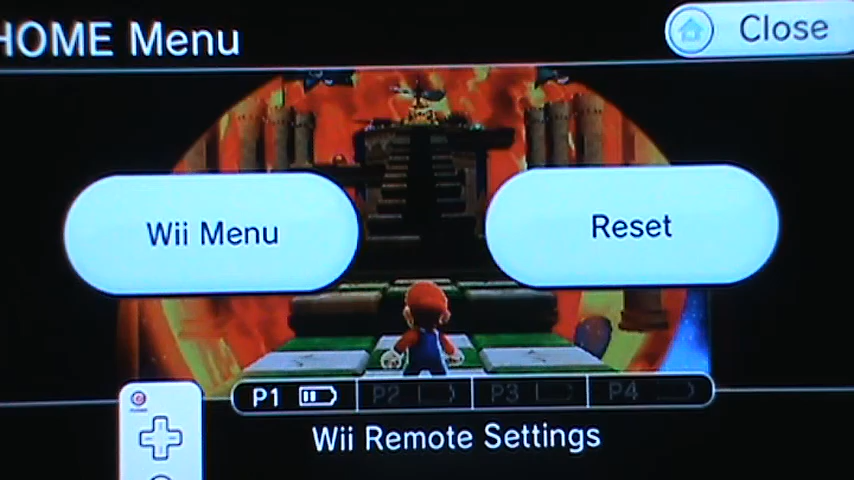 HOME Menu
Close
Wii Menu
Reset
P1 P2 P3 P4
Wii Remote Settings